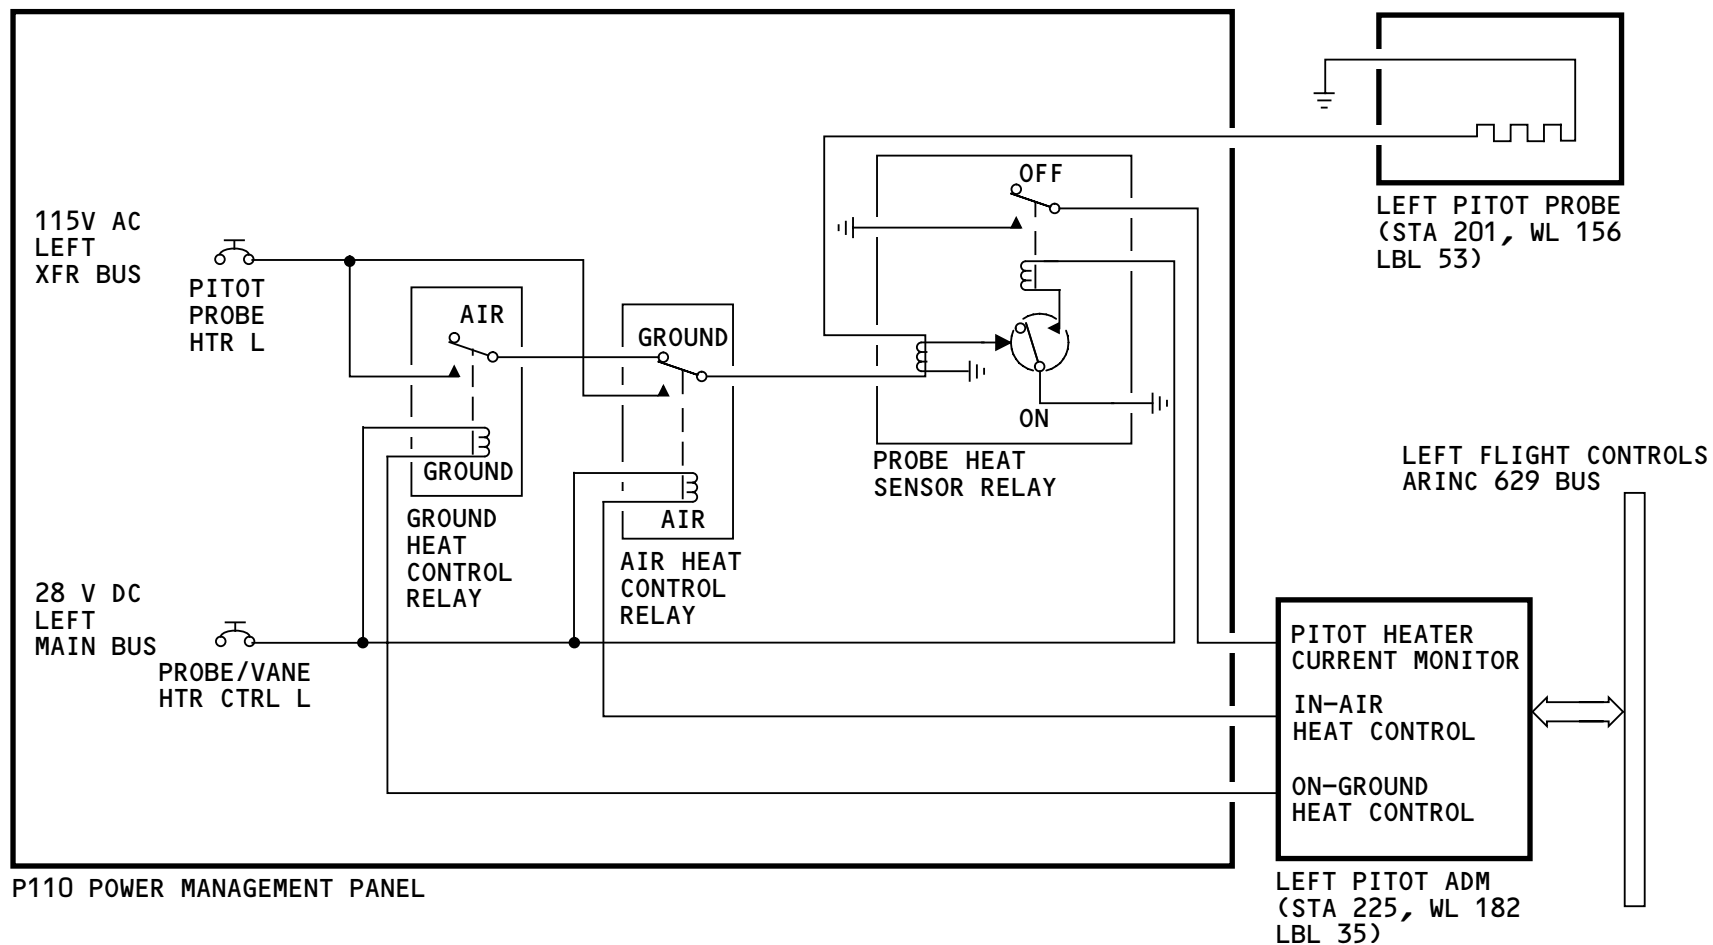 OFF
LEFT PITOT PROBE
(STA 201, WL 156
LBL 53)
115V AC
LEFT
XFR BUS
PITOT
PROBE
HTR L
AIR
GROUND
GROUND
HEAT
CONTROL
RELAY
GROUND
AIR
AIR HEAT
CONTROL
RELAY
ON
PROBE HEAT
SENSOR RELAY
LEFT FLIGHT CONTROLS
ARINC 629 BUS
28 V DC
LEFT
MAIN BUS
PROBE/VANE
HTR CTRL L
PITOT HEATER
CURRENT MONITOR
IN-AIR
HEAT CONTROL
ON-GROUND
HEAT CONTROL
P110 POWER MANAGEMENT PANEL
LEFT PITOT ADM
(STA 225, WL 182
LBL 35)